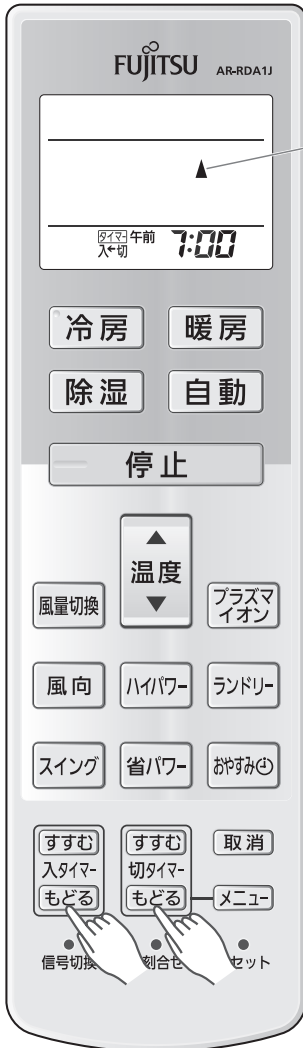 FUJITSU AR-RDA1J
タイマー 午前 7:00
入←切
冷房 暖房
除湿 自動
停止
温度
風量切換 プラズマイオン
風向 ハイパワー ランドリー
スイング 省パワー おやすみ
すすむ すすむ 取消
入タイマー 切タイマー
もどる もどる メニュー
信号切換 刻合せ セット